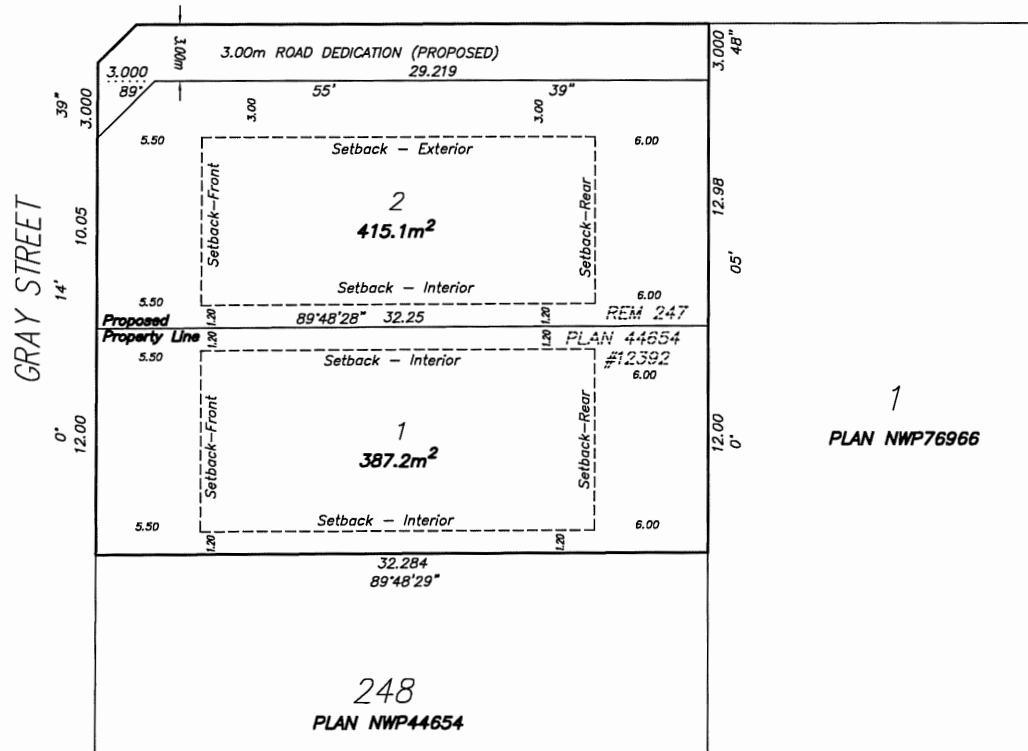 3.00m
3.00m ROAD DEDICATION (PROPOSED)
29.219
3.000
48"
3.000
89°
55'
39"
39"
3.000
3.00
3.00
5.50
6.00
Setback – Exterior
Setback–Front
Setback–Rear
2
415.1m²
GRAY STREET
10.05
14'
12.98
05'
Setback – Interior
5.50
6.00
1.20
1.20
Proposed
Property Line
89°48'28" 32.25
REM 247
PLAN 44654
#12392
1.20
1.20
5.50
6.00
Setback – Interior
Setback–Front
Setback–Rear
1
387.2m²
0°
12.00
12.00
0°
Setback – Interior
5.50
6.00
1.20
1.20
32.284
89°48'29"
1
PLAN NWP76966
248
PLAN NWP44654